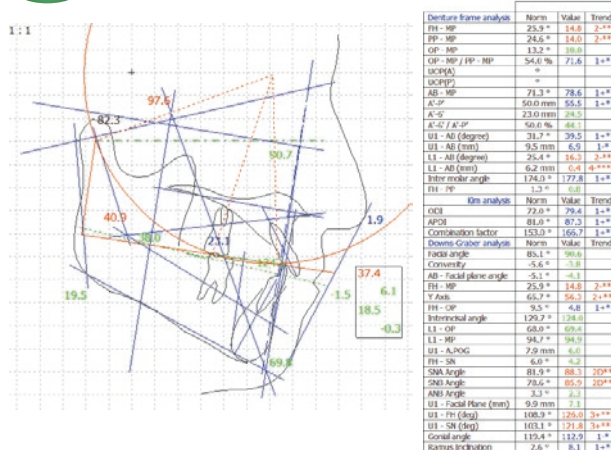 1 : 1
97.6
82.3
90.7
40.9
23.1
1.9
37.4
6.1
-1.5
18.5
-0.3
19.5
Denture frame analysis Norm Value Trend
FH - MP 25.9 ° 14.8 2-**
PP - MP 24.6 ° 14.0 2-**
OP - MP 13.2 ° 10.0
OP - MP / PP - MP 54.0 % 71.6 1+*
UOP(A) °
UOP(P) °
AB - MP 71.3 ° 78.6 1+*
A'-P' 50.0 mm 55.5 1+*
A'-6' 23.0 mm 24.5
A'-6' / A'-P' 50.0 % 44.1
U1 - AB (degree) 31.7 ° 39.5 1+*
U1 - AB (mm) 9.5 mm 6.9 1-*
L1 - AB (degree) 25.4 ° 16.3 2-**
L1 - AB (mm) 6.2 mm 0.4
Inter molar angle 174.0 ° 177.8 1+*
FH - PP 1.3 ° 0.8
Kim analysis Norm Value Trend
ODI 72.0 ° 79.4 1+*
APDI 81.0 ° 87.3 1+*
Combination factor 153.0 ° 166.7 1+*
Downs-Graber analysis Norm Value Trend
Facial angle 85.1 ° 90.6
Convexity -5.6 ° -3.8
AB - Facial plane angle -5.1 ° -4.1
FH - MP 25.9 ° 14.8 2-**
Y Axis 65.7 ° 56.3 2+**
FH - OP 9.5 ° 4.8 1+*
Interincisal angle 129.7 ° 124.0
L1 - OP 68.0 ° 69.4
L1 - MP 94.7 ° 94.9
U1 - A.POG 7.9 mm 6.0
FH - SN 6.0 ° 4.2
SNA Angle 81.9 ° 88.3 2D**
SNB Angle 78.6 ° 85.9 2D**
ANB Angle 3.3 ° 2.3
U1 - Facial Plane (mm) 9.9 mm 7.1
U1 - FH (deg) 108.9 ° 126.0 3+***
U1 - SN (deg) 103.1 ° 121.8 3+***
Gonial angle 119.4 ° 112.9 1-*
Ramus Inclination 2.6 ° 8.1 1+*